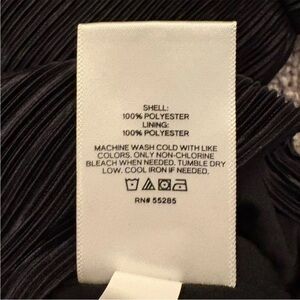 SHELL:
100% POLYESTER
LINING:
100% POLYESTER
MACHINE WASH COLD WITH LIKE
COLORS. ONLY NON-CHLORINE
BLEACH WHEN NEEDED. TUMBLE DRY
LOW. COOL IRON IF NEEDED.
RN# 55285